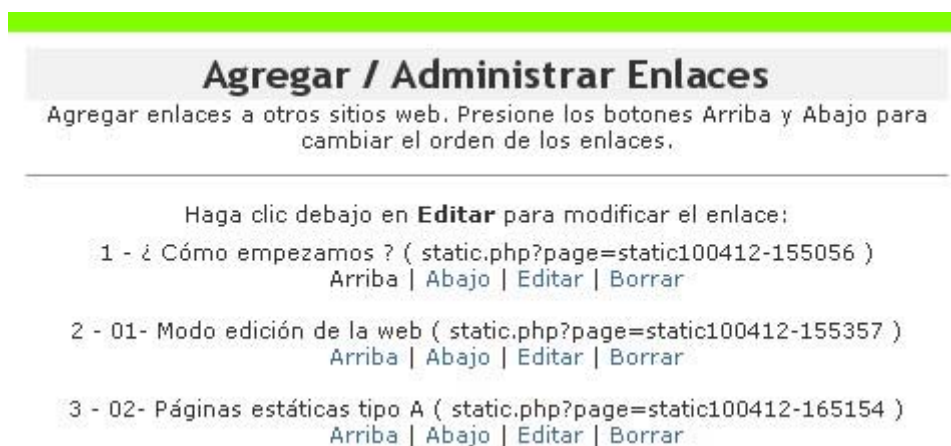 Agregar / Administrar Enlaces
Agregar enlaces a otros sitios web. Presione los botones Arriba y Abajo para
cambiar el orden de los enlaces.
Haga clic debajo en Editar para modificar el enlace:
1 - ¿ Cómo empezamos ? ( static.php?page=static100412-155056 )
Arriba | Abajo | Editar | Borrar
2 - 01- Modo edición de la web ( static.php?page=static100412-155357 )
Arriba | Abajo | Editar | Borrar
3 - 02- Páginas estáticas tipo A ( static.php?page=static100412-165154 )
Arriba | Abajo | Editar | Borrar